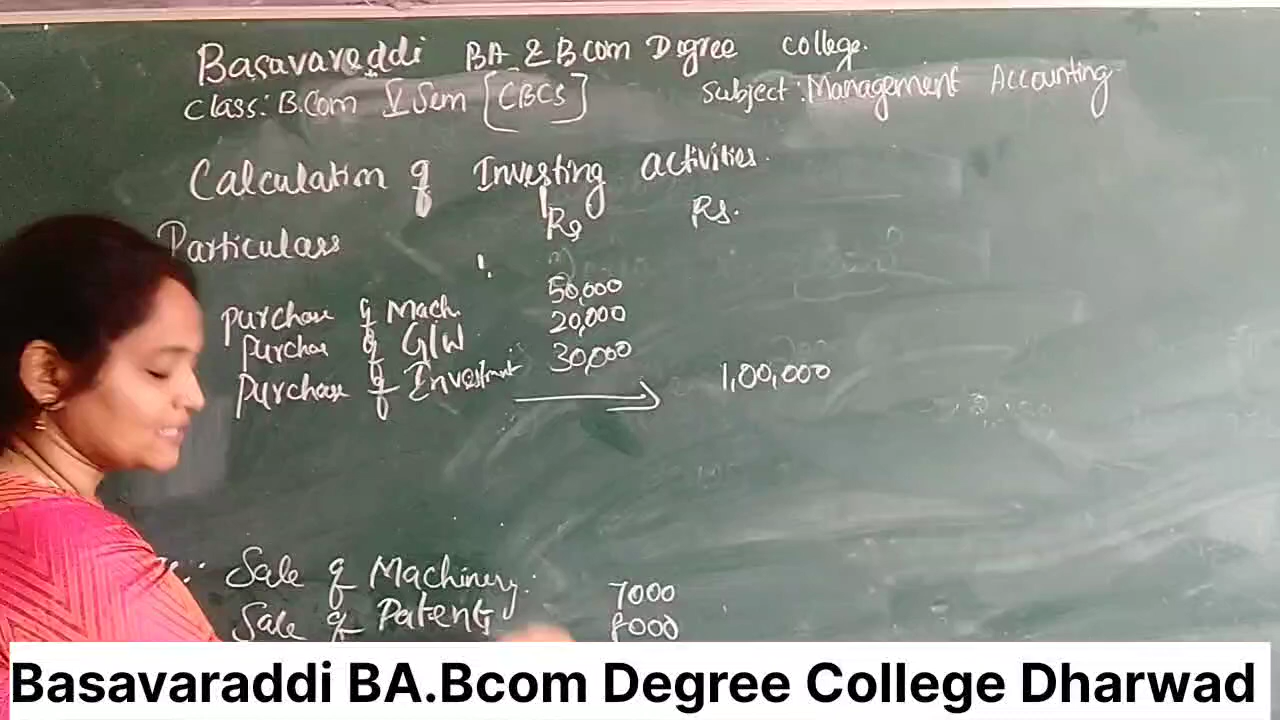 Basavareddi BA & Bcom Degree college.
Class: B.Com V Sem [CBCS] Subject: Management Accounting
Calculation of Investing activities.
Particulars Rs Rs.
purchase of Mach. 50,000
purchase of G/W 20,000
purchase of Investment 30,000 1,00,000
Sale of Machinery. 7000
Sale of Patents 8000
Basavaraddi BA.Bcom Degree College Dharwad